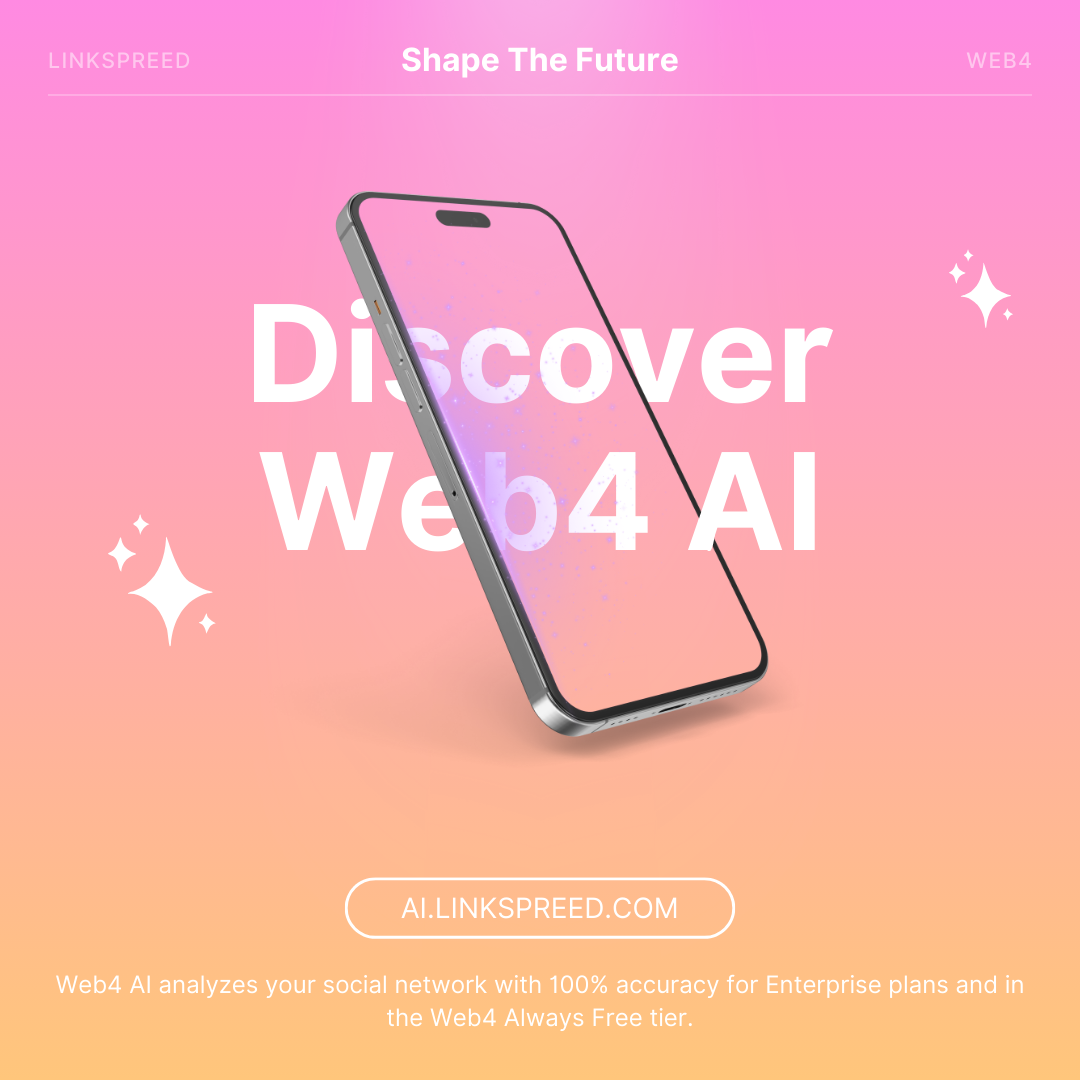 LINKSPREED
Shape The Future
WEB4
Discover
Web4 AI
AI.LINKSPREED.COM
Web4 AI analyzes your social network with 100% accuracy for Enterprise plans and in
the Web4 Always Free tier.